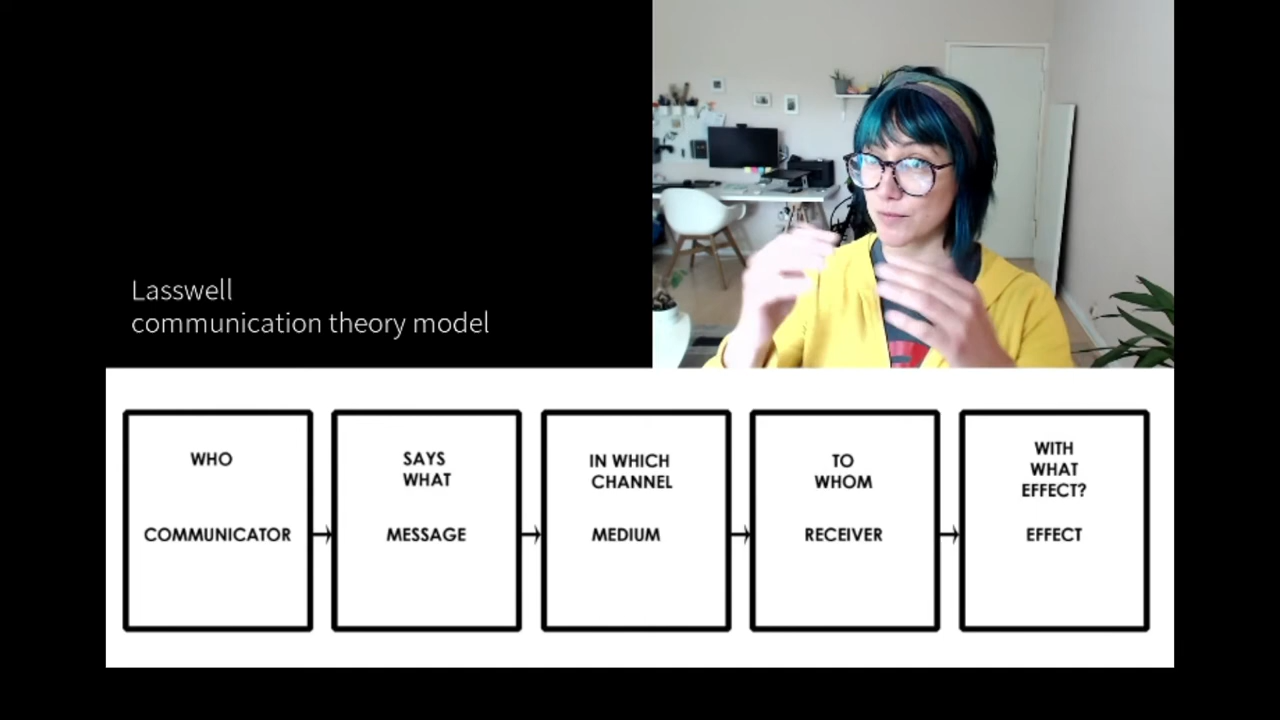 Lasswell
communication theory model
WHO
COMMUNICATOR
SAYS
WHAT
MESSAGE
IN WHICH
CHANNEL
MEDIUM
TO
WHOM
RECEIVER
WITH
WHAT
EFFECT?
EFFECT